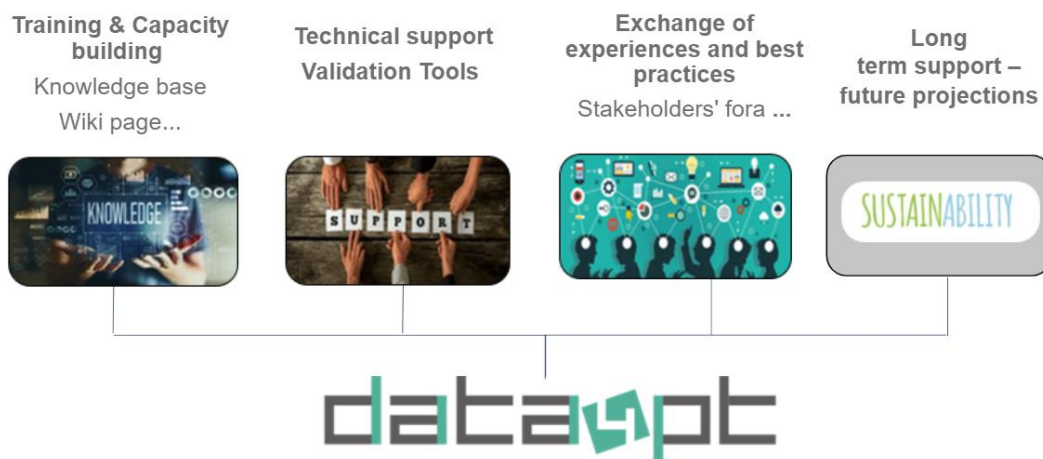 Training & Capacity
building
Knowledge base
Wiki page...
Technical support
Validation Tools
Exchange of
experiences and best
practices
Stakeholders' fora ...
Long
term support –
future projections
KNOWLEDGE
SUPPORT
SUSTAINABILITY
data4pt